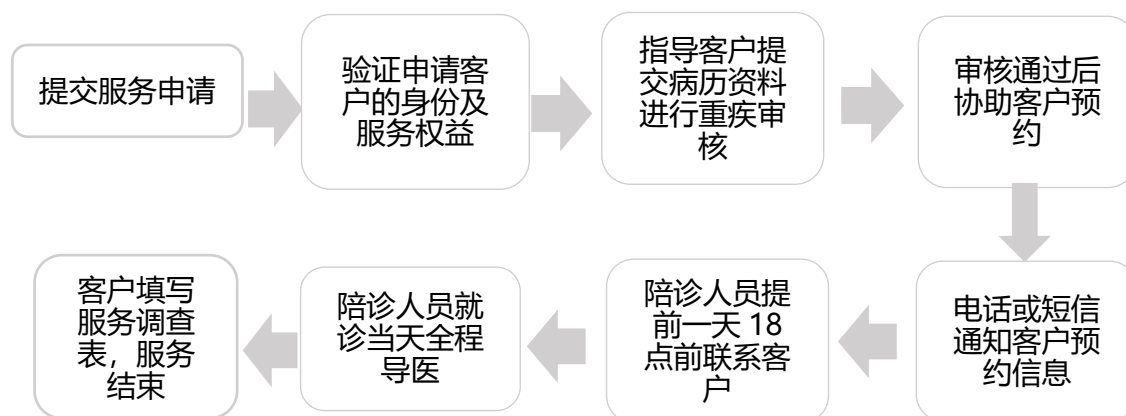 提交服务申请
验证申请客
户的身份及
服务权益
指导客户提
交病历资料
进行重疾审
核
审核通过后
协助客户预
约
电话或短信
通知客户预
约信息
陪诊人员提
前一天 18
点前联系客
户
陪诊人员就
诊当天全程
导医
客户填写
服务调查
表，服务
结束